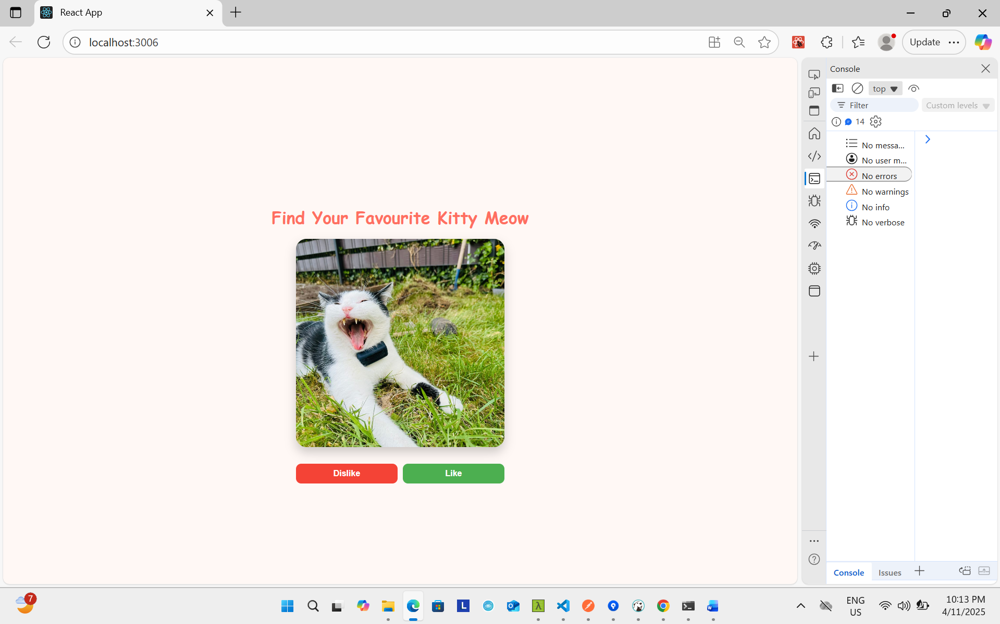 React App
localhost:3006
Update
Find Your Favourite Kitty Meow
Dislike
Like
Console
top
Filter
Custom levels
14
No messa...
No user m...
No errors
No warnings
No info
No verbose
Console
Issues
7
L
λ
ENG
US
10:13 PM
4/11/2025